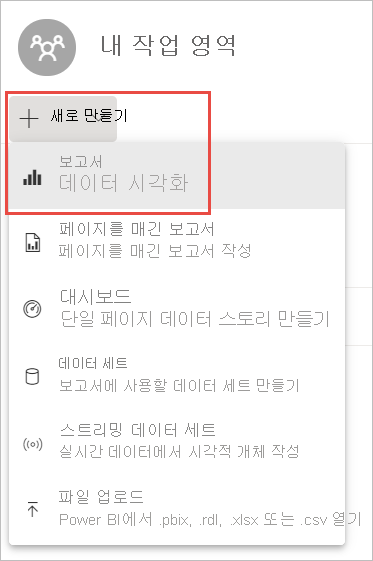 내 작업 영역
새로 만들기
보고서
데이터 시각화
페이지를 매긴 보고서
페이지를 매긴 보고서 작성
대시보드
단일 페이지 데이터 스토리 만들기
데이터 세트
보고서에 사용할 데이터 세트 만들기
스트리밍 데이터 세트
실시간 데이터에서 시각적 개체 작성
파일 업로드
Power BI에서 .pbix, .rdl, .xlsx 또는 .csv 열기